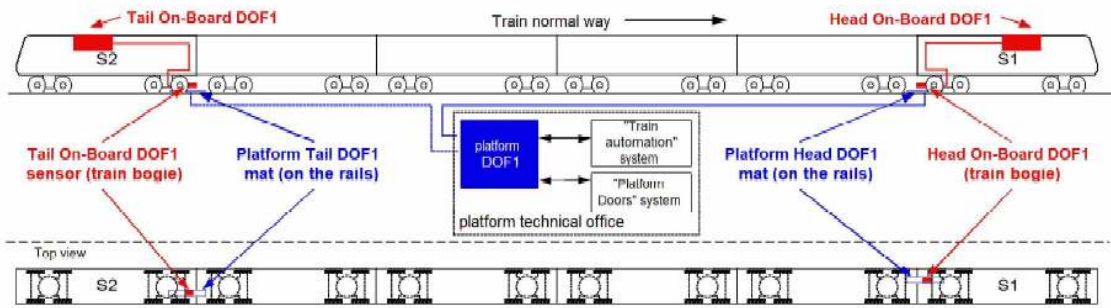 Tail On-Board DOF1
Train normal way
Head On-Board DOF1
S2
S1
Tail On-Board DOF1
sensor (train bogie)
Platform Tail DOF1
mat (on the rails)
platform
DOF1
"Train
automation"
system
"Platform
Doors" system
platform technical office
Platform Head DOF1
mat (on the rails)
Head On-Board DOF1
(train bogie)
Top view
S2
S1